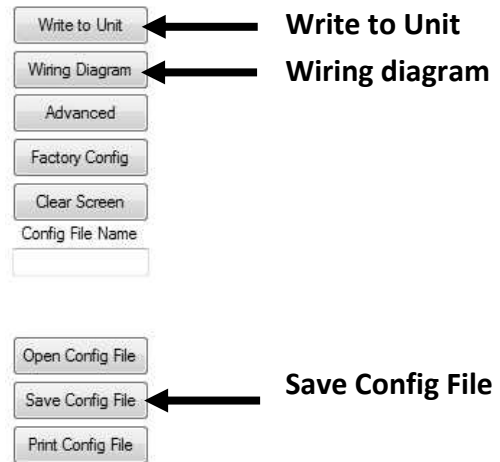 Write to Unit
Write to Unit
Wiring Diagram
Wiring diagram
Advanced
Factory Config
Clear Screen
Config File Name
Open Config File
Save Config File
Save Config File
Print Config File